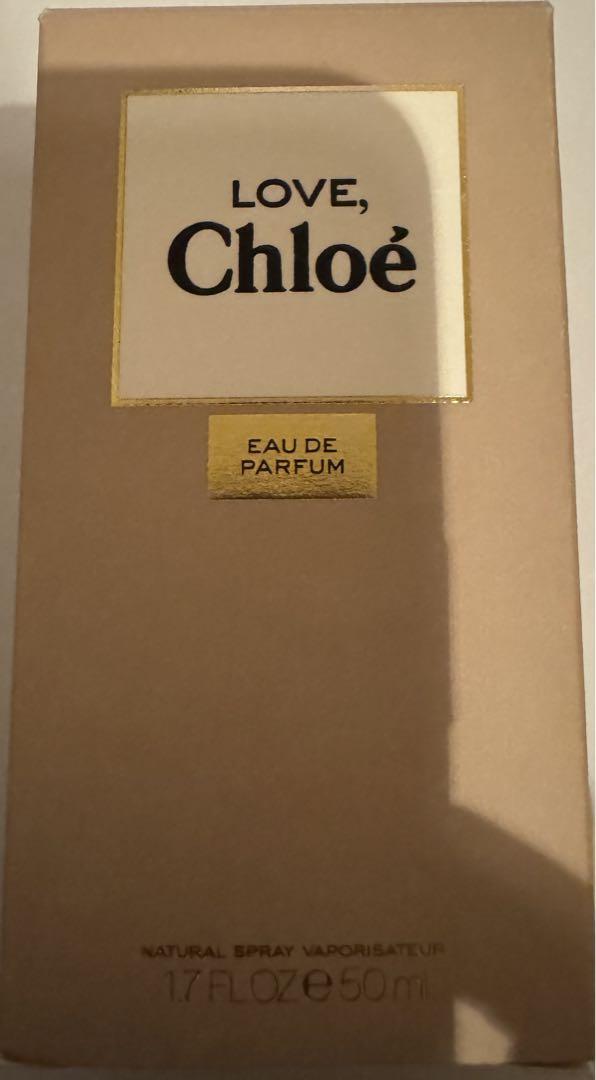 LOVE,
Chloé
EAU DE
PARFUM
NATURAL SPRAY VAPORISATEUR
1.7 FL OZ ℮ 50 ml